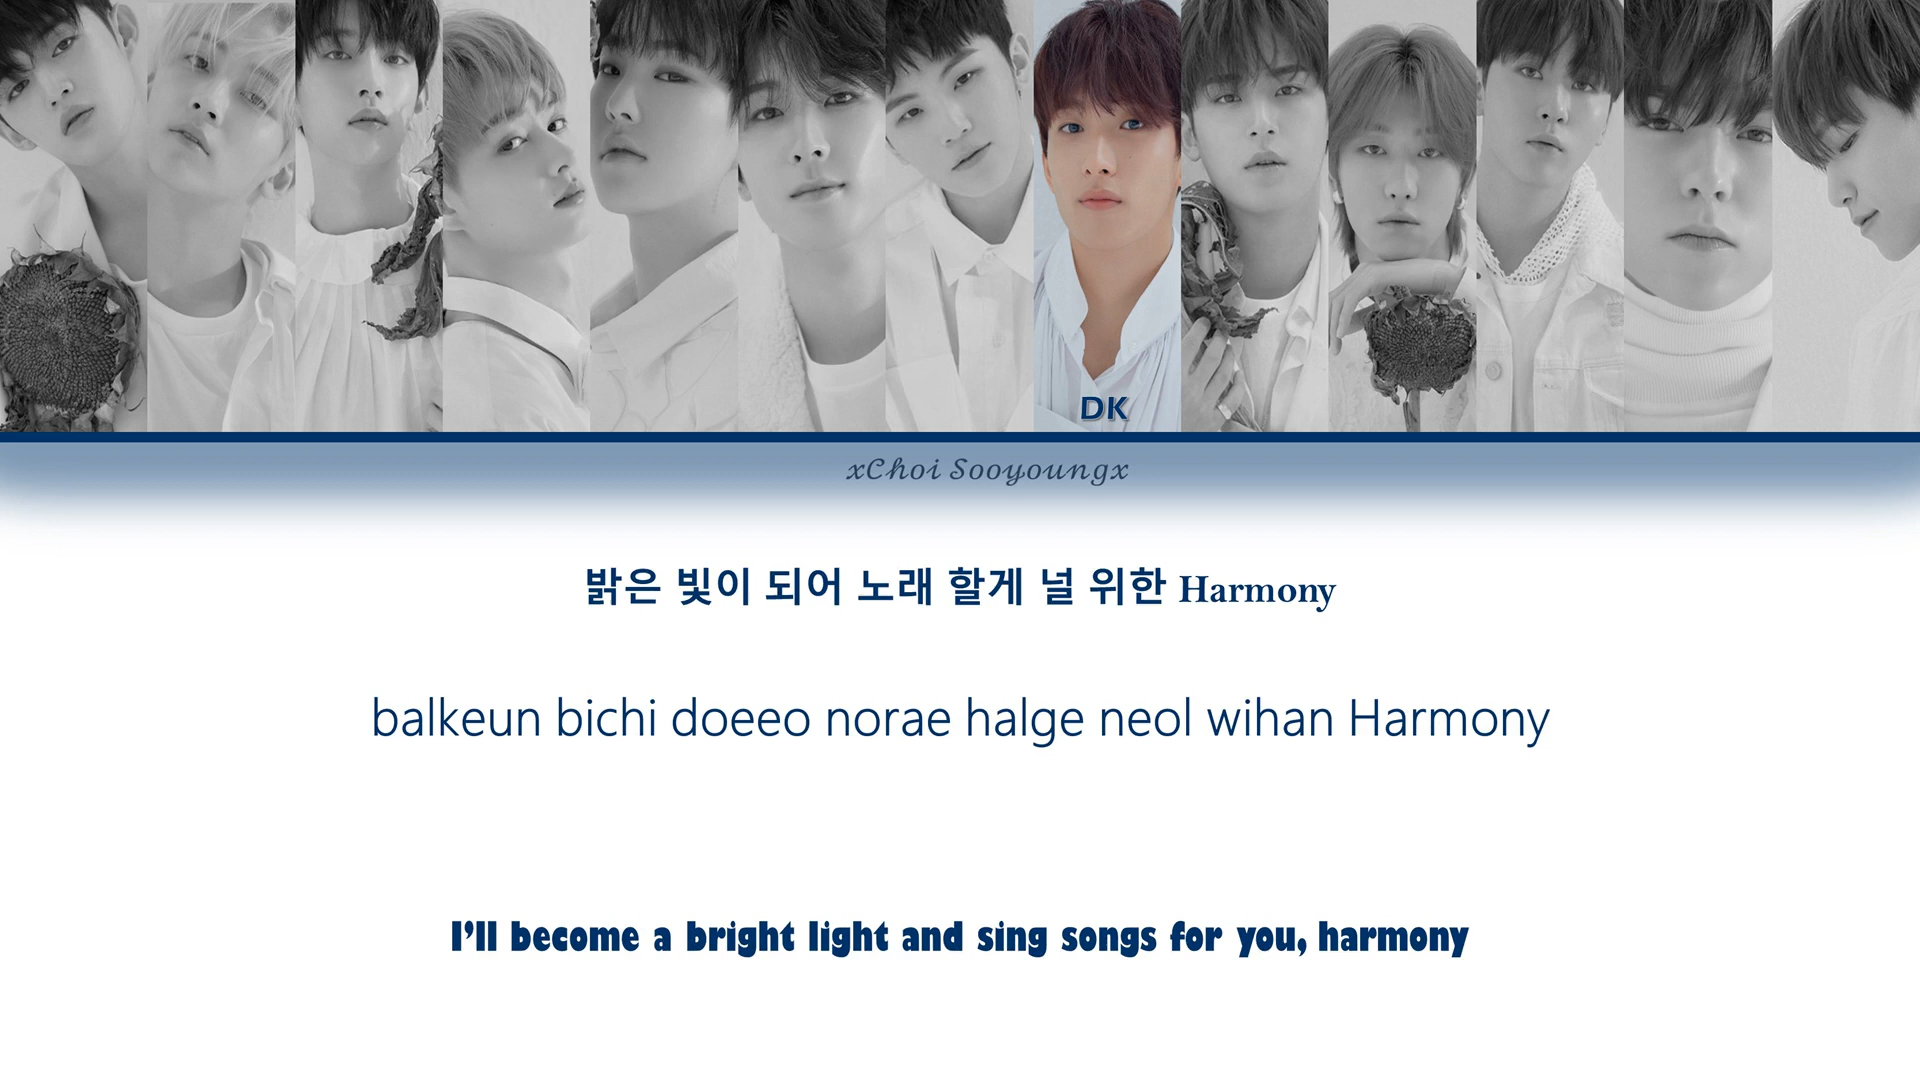 DK
xChoi Sooyoungx
밝은 빛이 되어 노래 할게 널 위한 Harmony
balkeun bichi doeeo norae halge neol wihan Harmony
I’ll become a bright light and sing songs for you, harmony